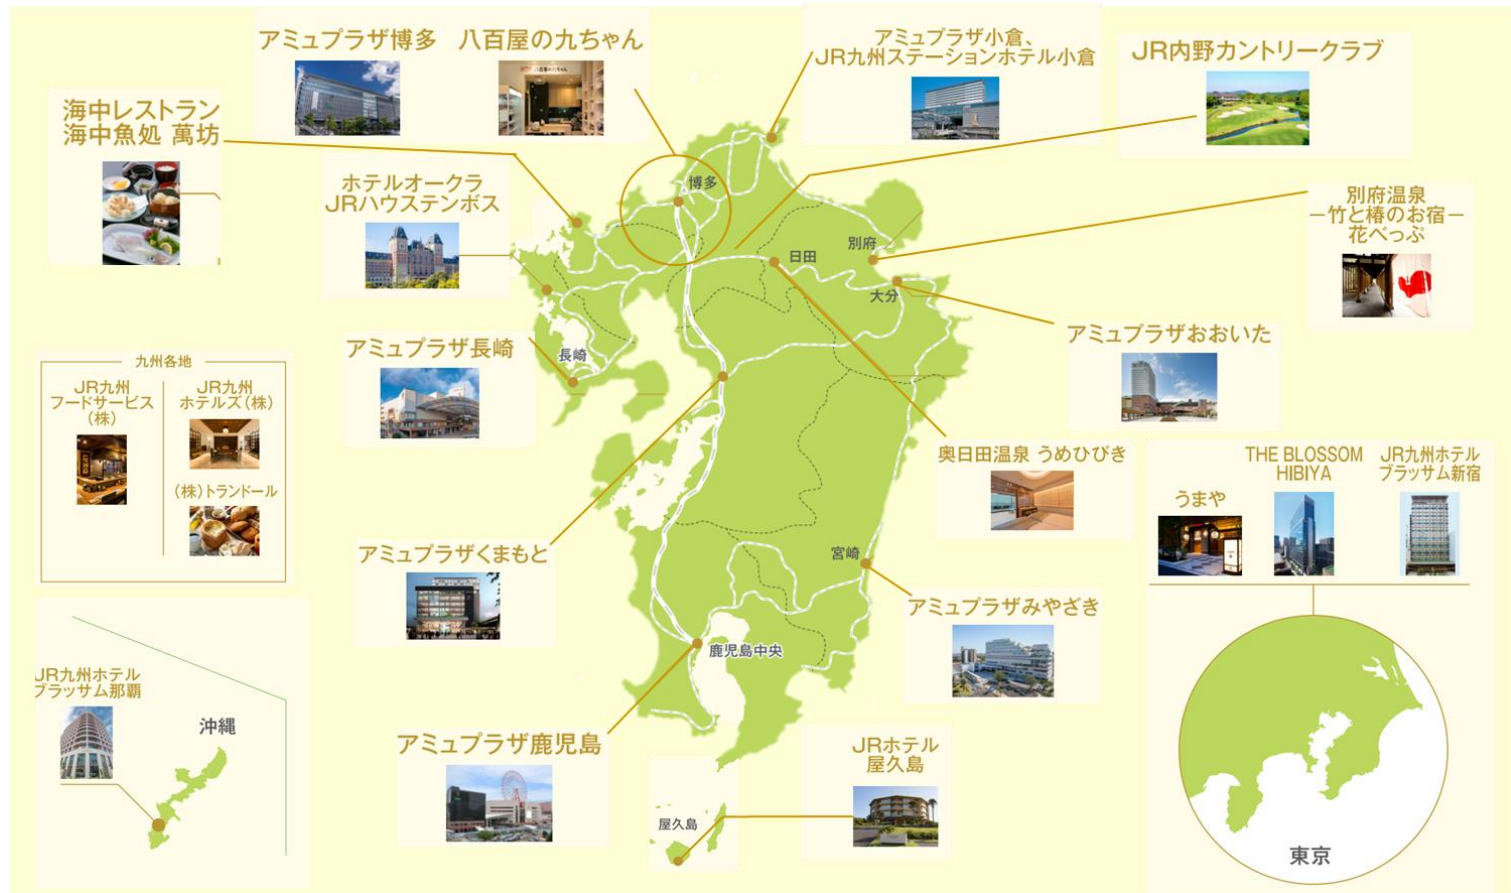 アミュプラザ博多
八百屋の九ちゃん
アミュプラザ小倉、
JR九州ステーションホテル小倉
JR内野カントリークラブ
海中レストラン
海中魚処 萬坊
ホテルオークラ
JRハウステンボス
博多
別府温泉
－竹と椿のお宿－
花べっぷ
別府
日田
大分
アミュプラザ長崎
長崎
アミュプラザおおいた
九州各地
JR九州
フードサービス
(株)
JR九州
ホテルズ(株)
(株)トランドール
奥日田温泉 うめひびき
THE BLOSSOM
HIBIYA
JR九州ホテル
ブラッサム新宿
うまや
アミュプラザくまもと
宮崎
アミュプラザみやざき
鹿児島中央
JR九州ホテル
ブラッサム那覇
沖縄
アミュプラザ鹿児島
JRホテル
屋久島
屋久島
東京